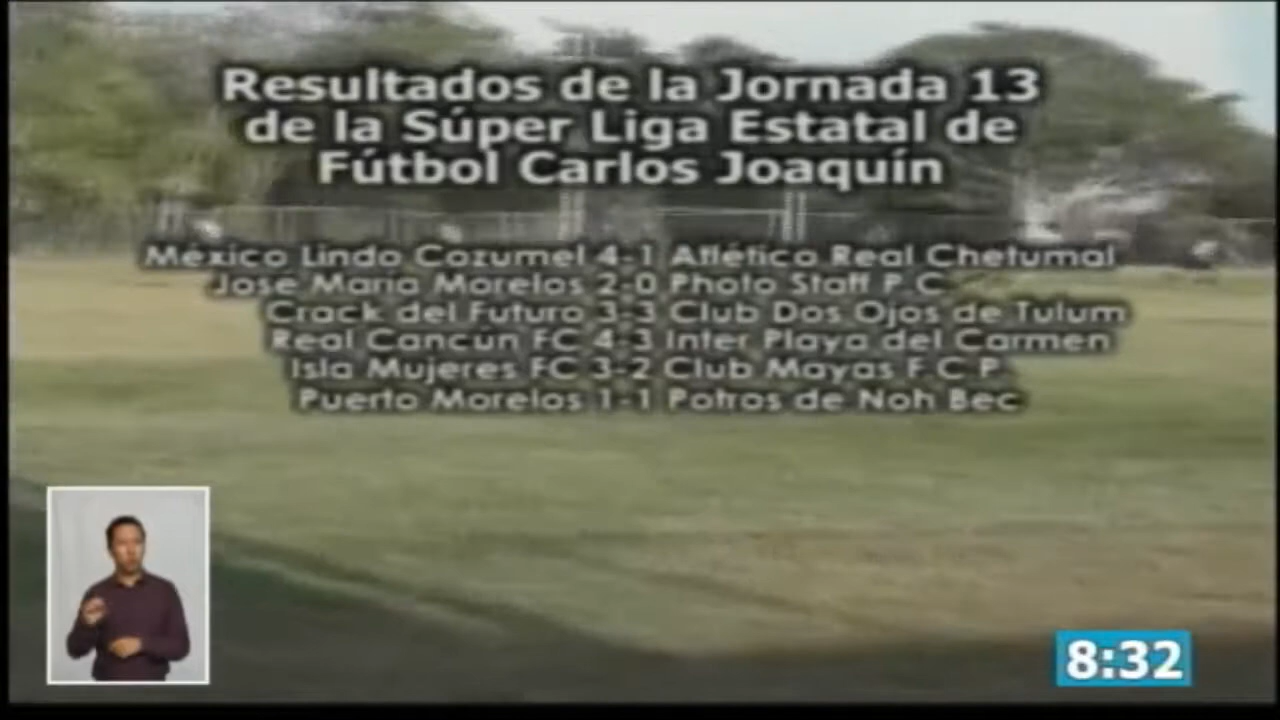 Resultados de la Jornada 13
de la Súper Liga Estatal de
Fútbol Carlos Joaquín
México Lindo Cozumel 4-1 Atlético Real Chetumal
José María Morelos 2-0 Photo Staff P.C
Crack del Futuro 3-3 Club Dos Ojos de Tulum
Real Cancún FC 4-3 Inter Playa del Carmen
Isla Mujeres FC 3-2 Club Mayas F.C.P.
Puerto Morelos 1-1 Potros de Noh Bec
8:32